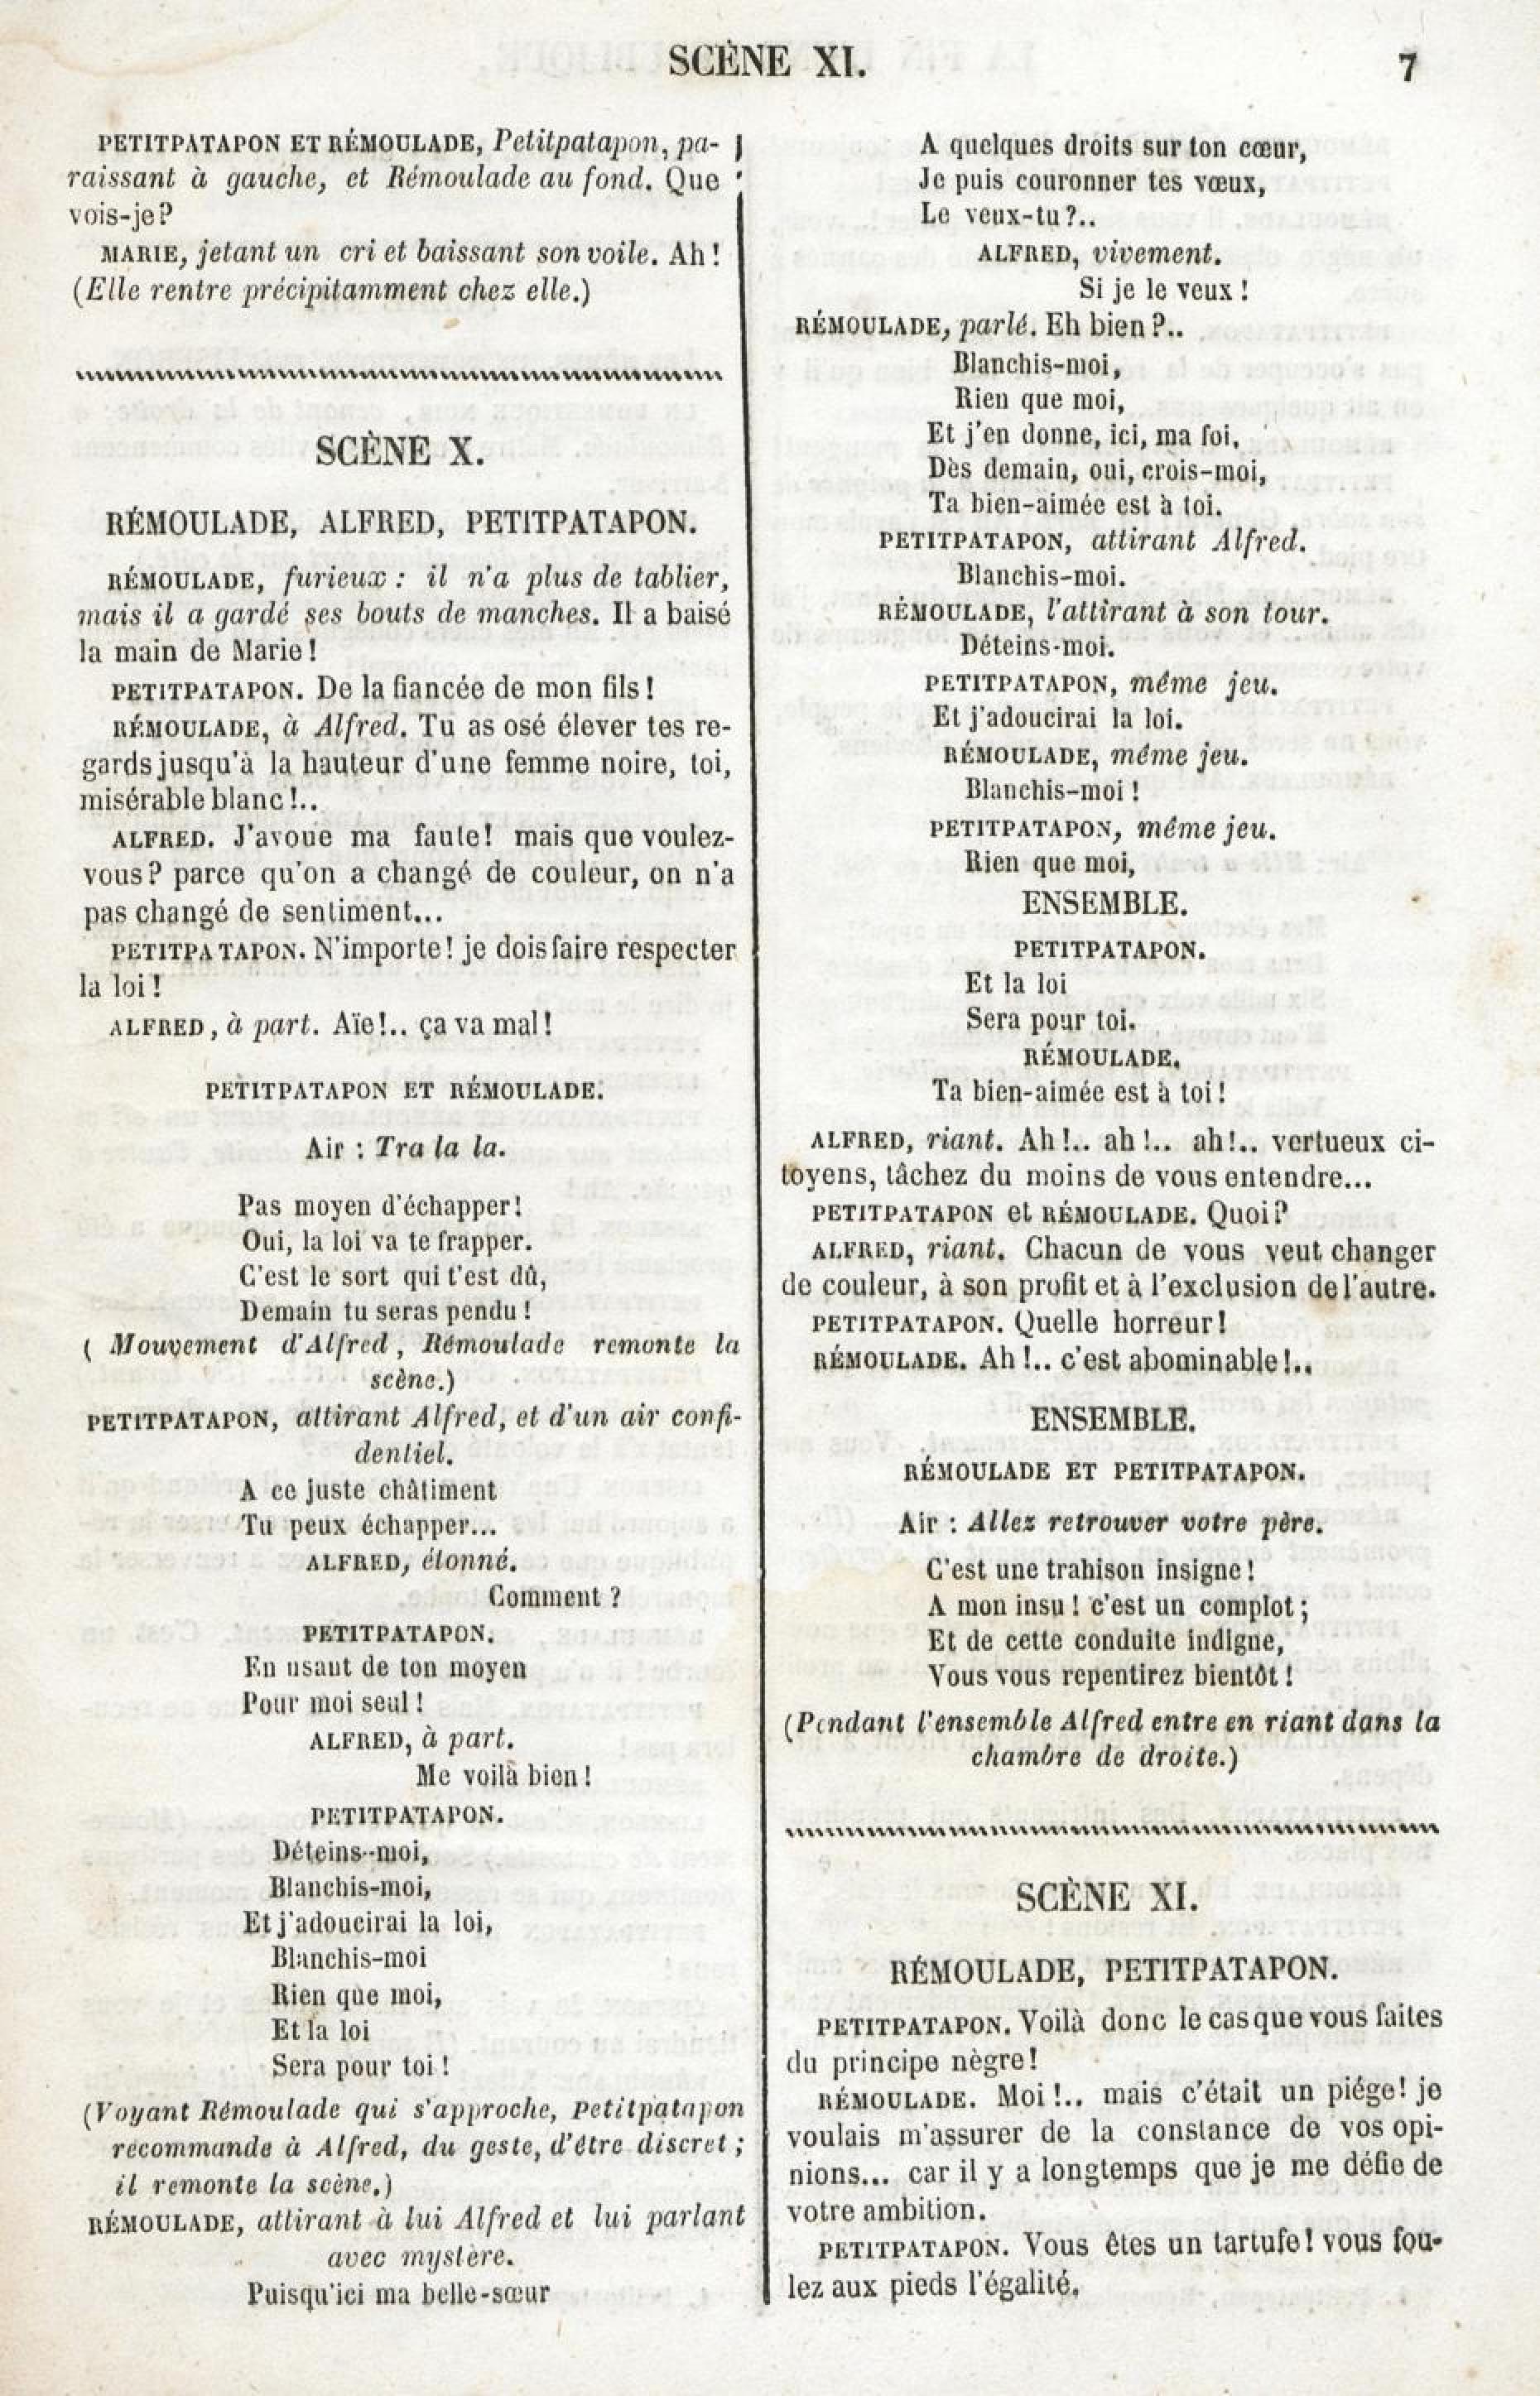 SCÈNE XI.
7
PETITPATAPON ET RÉMOULADE, Petitpatapon, pa-
raissant à gauche, et Rémoulade au fond. Que
vois-je?
MARIE, jetant un cri et baissant son voile. Ah!
(Elle rentre précipitamment chez elle.)
SCÈNE X.
RÉMOULADE, ALFRED, PETITPATAPON.
RÉMOULADE, furieux : il n'a plus de tablier,
mais il a gardé ses bouts de manches. Il a baisé
la main de Marie!
PETITPATAPON. De la fiancée de mon fils!
RÉMOULADE, à Alfred. Tu as osé élever tes re-
gards jusqu'à la hauteur d'une femme noire, toi,
misérable blanc!..
ALFRED. J'avoue ma faute! mais que voulez-
vous? parce qu'on a changé de couleur, on n'a
pas changé de sentiment...
PETITPATAPON. N'importe! je dois faire respecter
la loi!
ALFRED, à part. Aïe!.. ça va mal!
PETITPATAPON ET RÉMOULADE.
Air : Tra la la.
Pas moyen d'échapper!
Oui, la loi va te frapper.
C'est le sort qui t'est dû,
Demain tu seras pendu!
( Mouvement d'Alfred, Rémoulade remonte la
scène.)
PETITPATAPON, attirant Alfred, et d'un air confi-
dentiel.
A ce juste châtiment
Tu peux échapper...
ALFRED, étonné.
Comment ?
PETITPATAPON.
En usant de ton moyen
Pour moi seul!
ALFRED, à part.
Me voilà bien!
PETITPATAPON.
Déteins-moi,
Blanchis-moi,
Et j'adoucirai la loi,
Blanchis-moi
Rien que moi,
Et la loi
Sera pour toi!
(Voyant Rémoulade qui s'approche, Petitpatapon
recommande à Alfred, du geste, d'être discret;
il remonte la scène.)
RÉMOULADE, attirant à lui Alfred et lui parlant
avec mystère.
Puisqu'ici ma belle-sœur
A quelques droits sur ton cœur,
Je puis couronner tes vœux,
Le veux-tu?..
ALFRED, vivement.
Si je le veux!
RÉMOULADE, parlé. Eh bien?..
Blanchis-moi,
Rien que moi,
Et j'en donne, ici, ma foi.
Dès demain, oui, crois-moi,
Ta bien-aimée est à toi.
PETITPATAPON, attirant Alfred.
Blanchis-moi.
RÉMOULADE, l'attirant à son tour.
Déteins-moi.
PETITPATAPON, même jeu.
Et j'adoucirai la loi.
RÉMOULADE, même jeu.
Blanchis-moi!
PETITPATAPON, même jeu.
Rien que moi,
ENSEMBLE.
PETITPATAPON.
Et la loi
Sera pour toi.
RÉMOULADE.
Ta bien-aimée est à toi!
ALFRED, riant. Ah!.. ah!.. ah!.. vertueux ci-
toyens, tâchez du moins de vous entendre...
PETITPATAPON et RÉMOULADE. Quoi?
ALFRED, riant. Chacun de vous veut changer
de couleur, à son profit et à l'exclusion de l'autre.
PETITPATAPON. Quelle horreur!
RÉMOULADE. Ah!.. c'est abominable!..
ENSEMBLE.
RÉMOULADE ET PETITPATAPON.
Air : Allez retrouver votre père.
C'est une trahison insigne!
A mon insu! c'est un complot;
Et de cette conduite indigne,
Vous vous repentirez bientôt!
(Pendant l'ensemble Alfred entre en riant dans la
chambre de droite.)
SCÈNE XI.
RÉMOULADE, PETITPATAPON.
PETITPATAPON. Voilà donc le cas que vous faites
du principe nègre!
RÉMOULADE. Moi!.. mais c'était un piége! je
voulais m'assurer de la constance de vos opi-
nions... car il y a longtemps que je me défie de
votre ambition.
PETITPATAPON. Vous êtes un tartufe! vous fou-
lez aux pieds l'égalité.